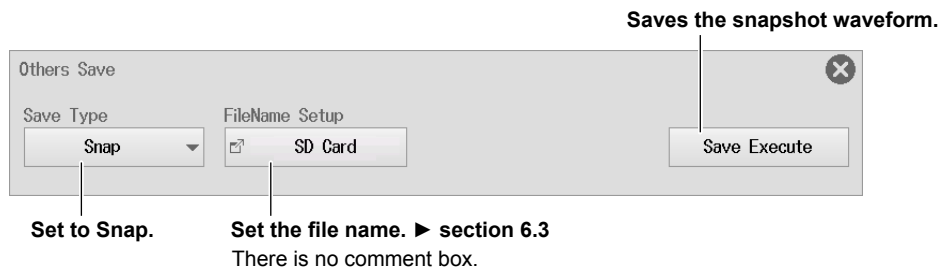 Saves the snapshot waveform.
Others Save
Save Type FileName Setup
Snap SD Card Save Execute
Set to Snap. Set the file name. ► section 6.3
There is no comment box.